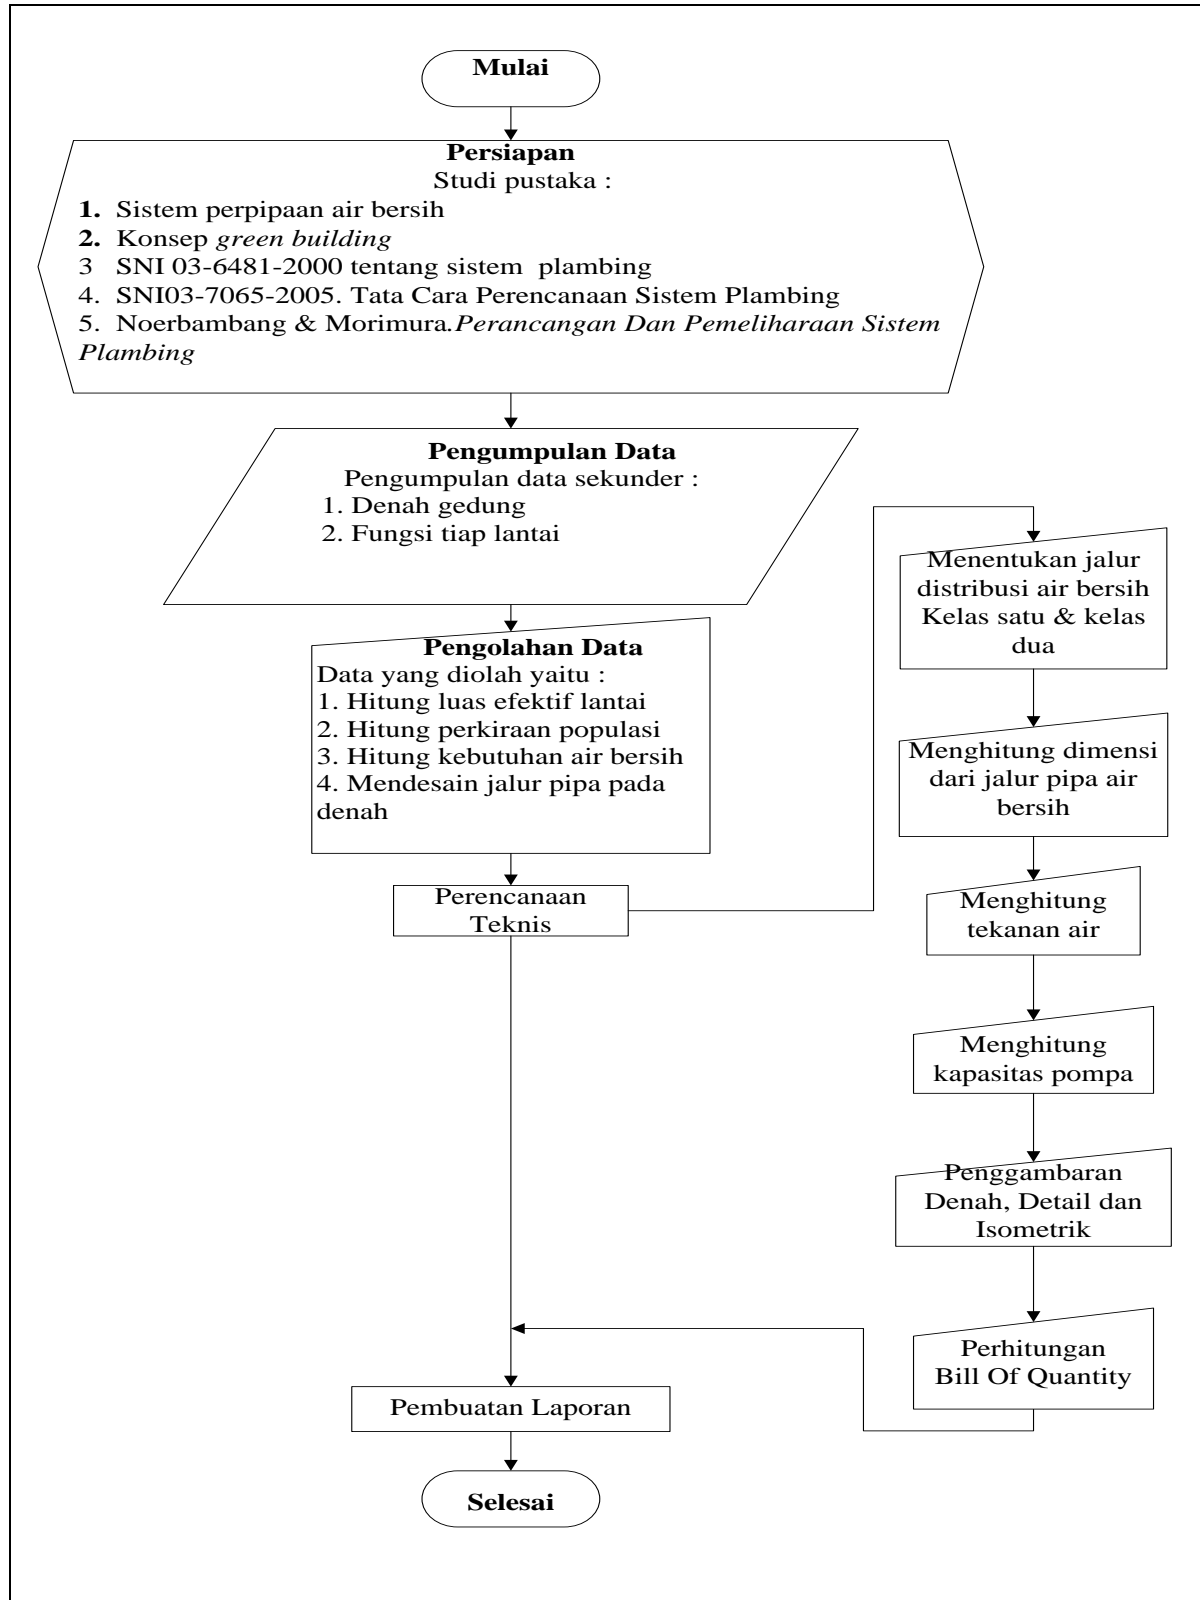 Mulai
Persiapan
Studi pustaka :
1. Sistem perpipaan air bersih
2. Konsep green building
3 SNI 03-6481-2000 tentang sistem plambing
4. SNI03-7065-2005. Tata Cara Perencanaan Sistem Plambing
5. Noerbambang & Morimura.Perancangan Dan Pemeliharaan Sistem
Plambing
Pengumpulan Data
Pengumpulan data sekunder :
1. Denah gedung
2. Fungsi tiap lantai
Pengolahan Data
Data yang diolah yaitu :
1. Hitung luas efektif lantai
2. Hitung perkiraan populasi
3. Hitung kebutuhan air bersih
4. Mendesain jalur pipa pada
denah
Perencanaan
Teknis
Menentukan jalur
distribusi air bersih
Kelas satu & kelas
dua
Menghitung dimensi
dari jalur pipa air
bersih
Menghitung
tekanan air
Menghitung
kapasitas pompa
Penggambaran
Denah, Detail dan
Isometrik
Perhitungan
Bill Of Quantity
Pembuatan Laporan
Selesai